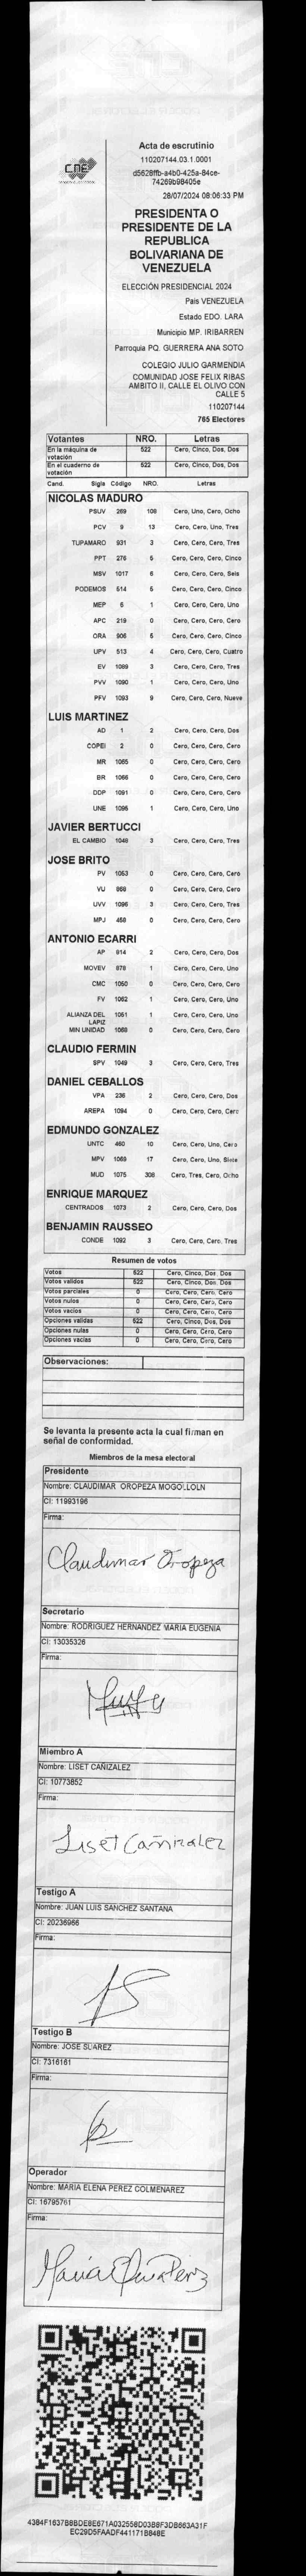 CNE
Acta de escrutinio
110207144.03.1.0001
d5628ffb-a4b0-425a-84ce-
74269b98405e
28/07/2024 08:06:33 PM
PRESIDENTA O
PRESIDENTE DE LA
REPUBLICA
BOLIVARIANA DE
VENEZUELA
ELECCIÓN PRESIDENCIAL 2024
Pais VENEZUELA
Estado EDO. LARA
Municipio MP. IRIBARREN
Parroquia PQ. GUERRERA ANA SOTO
COLEGIO JULIO GARMENDIA
COMUNIDAD JOSE FELIX RIBAS
AMBITO II, CALLE EL OLIVO CON
CALLE 5
110207144
765 Electores
Votantes NRO. Letras
En la máquina de votación 522 Cero, Cinco, Dos, Dos
En el cuaderno de votación 522 Cero, Cinco, Dos, Dos
Cand. Sigla Código NRO. Letras
NICOLAS MADURO
PSUV 269 108 Cero, Uno, Cero, Ocho
PCV 9 13 Cero, Cero, Uno, Tres
TUPAMARO 931 3 Cero, Cero, Cero, Tres
PPT 276 5 Cero, Cero, Cero, Cinco
MSV 1017 6 Cero, Cero, Cero, Seis
PODEMOS 514 5 Cero, Cero, Cero, Cinco
MEP 6 1 Cero, Cero, Cero, Uno
APC 219 0 Cero, Cero, Cero, Cero
ORA 906 5 Cero, Cero, Cero, Cinco
UPV 513 4 Cero, Cero, Cero, Cuatro
EV 1089 3 Cero, Cero, Cero, Tres
PVV 1090 1 Cero, Cero, Cero, Uno
PFV 1093 9 Cero, Cero, Cero, Nueve
LUIS MARTINEZ
AD 1 2 Cero, Cero, Cero, Dos
COPEI 2 0 Cero, Cero, Cero, Cero
MR 1065 0 Cero, Cero, Cero, Cero
BR 1066 0 Cero, Cero, Cero, Cero
DDP 1091 0 Cero, Cero, Cero, Cero
UNE 1095 1 Cero, Cero, Cero, Uno
JAVIER BERTUCCI
EL CAMBIO 1048 3 Cero, Cero, Cero, Tres
JOSE BRITO
PV 1053 0 Cero, Cero, Cero, Cero
VU 868 0 Cero, Cero, Cero, Cero
UVV 1096 3 Cero, Cero, Cero, Tres
MPJ 458 0 Cero, Cero, Cero, Cero
ANTONIO ECARRI
AP 914 2 Cero, Cero, Cero, Dos
MOVEV 878 1 Cero, Cero, Cero, Uno
CMC 1050 0 Cero, Cero, Cero, Cero
FV 1062 1 Cero, Cero, Cero, Uno
ALIANZA DEL LAPIZ 1051 1 Cero, Cero, Cero, Uno
MIN UNIDAD 1088 0 Cero, Cero, Cero, Cero
CLAUDIO FERMIN
SPV 1049 3 Cero, Cero, Cero, Tres
DANIEL CEBALLOS
VPA 236 2 Cero, Cero, Cero, Dos
AREPA 1094 0 Cero, Cero, Cero, Cero
EDMUNDO GONZALEZ
UNTC 460 10 Cero, Cero, Uno, Cero
MPV 1069 17 Cero, Cero, Uno, Siete
MUD 1075 308 Cero, Tres, Cero, Ocho
ENRIQUE MARQUEZ
CENTRADOS 1073 2 Cero, Cero, Cero, Dos
BENJAMIN RAUSSEO
CONDE 1092 3 Cero, Cero, Cero, Tres
Resumen de votos
Votos 522 Cero, Cinco, Dos, Dos
Votos validos 522 Cero, Cinco, Dos, Dos
Votos parciales 0 Cero, Cero, Cero, Cero
Votos nulos 0 Cero, Cero, Cero, Cero
Votos vacios 0 Cero, Cero, Cero, Cero
Opciones validas 522 Cero, Cinco, Dos, Dos
Opciones nulas 0 Cero, Cero, Cero, Cero
Opciones vacias 0 Cero, Cero, Cero, Cero
Observaciones:
Se levanta la presente acta la cual firman en
señal de conformidad.
Miembros de la mesa electoral
Presidente
Nombre: CLAUDIMAR OROPEZA MOGOLLOLN
CI: 11993196
Firma:
Claudimar Oropeza
Secretario
Nombre: RODRIGUEZ HERNANDEZ MARIA EUGENIA
CI: 13035326
Firma:
Miembro A
Nombre: LISET CAÑIZALEZ
CI: 10773852
Firma:
Liset Cañizalez
Testigo A
Nombre: JUAN LUIS SANCHEZ SANTANA
CI: 20236966
Firma:
Testigo B
Nombre: JOSE SUAREZ
CI: 7316161
Firma:
Operador
Nombre: MARIA ELENA PEREZ COLMENAREZ
CI: 16795761
Firma:
4384F1637B8BDE8E671A032558D03B8F3DB663A31F
EC29D5FAADF441171B848E